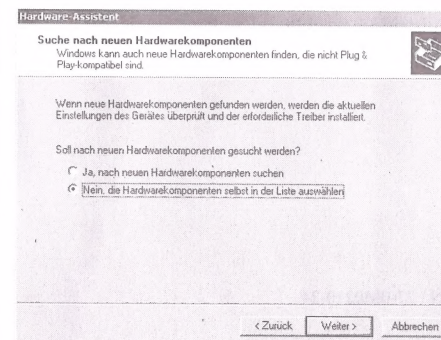 Hardware-Assistent
Suche nach neuen Hardwarekomponenten
Windows kann auch neue Hardwarekomponenten finden, die nicht Plug &
Play-kompatibel sind.
Wenn neue Hardwarekomponenten gefunden werden, werden die aktuellen
Einstellungen des Gerätes überprüft und der erforderliche Treiber installiert.
Soll nach neuen Hardwarekomponenten gesucht werden?
Ja, nach neuen Hardwarekomponenten suchen
Nein, die Hardwarekomponenten selbst in der Liste auswählen
< Zurück
Weiter >
Abbrechen